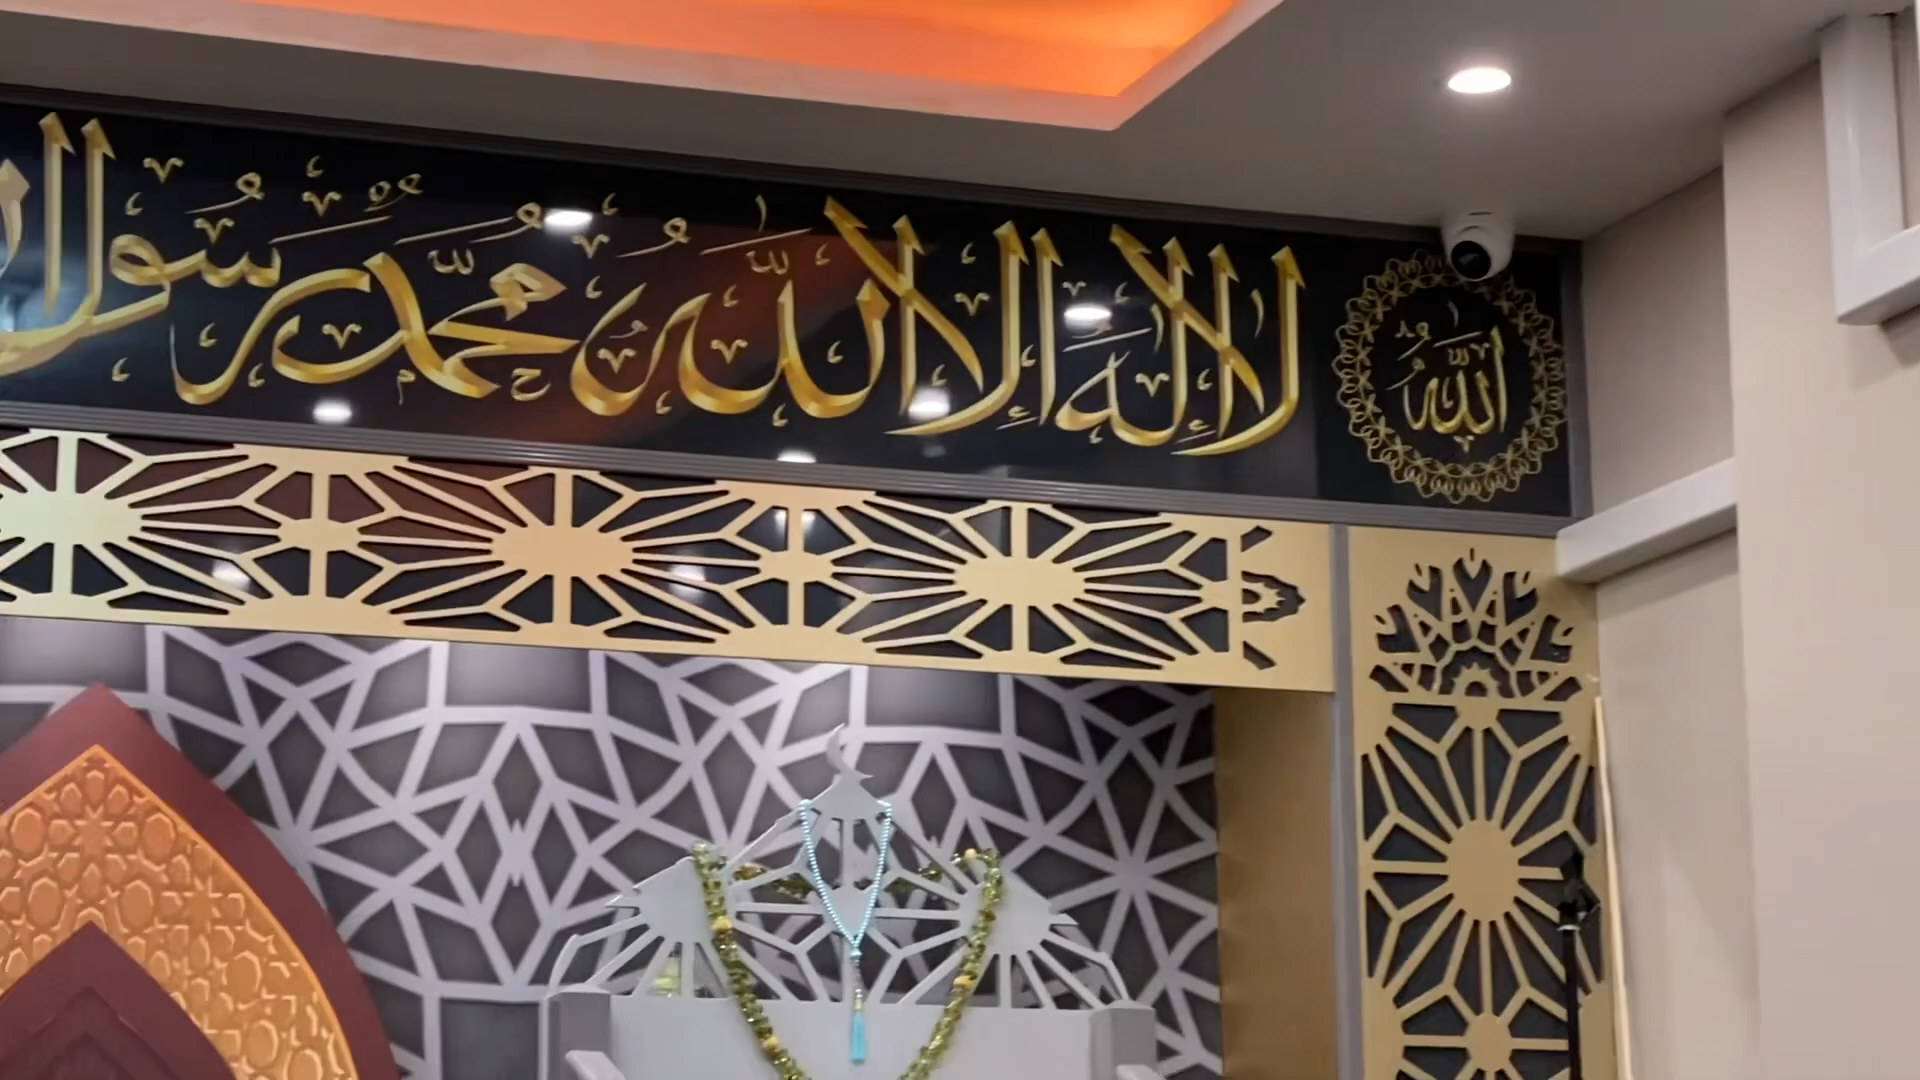 الله
لا إله إلا الله محمد رسول